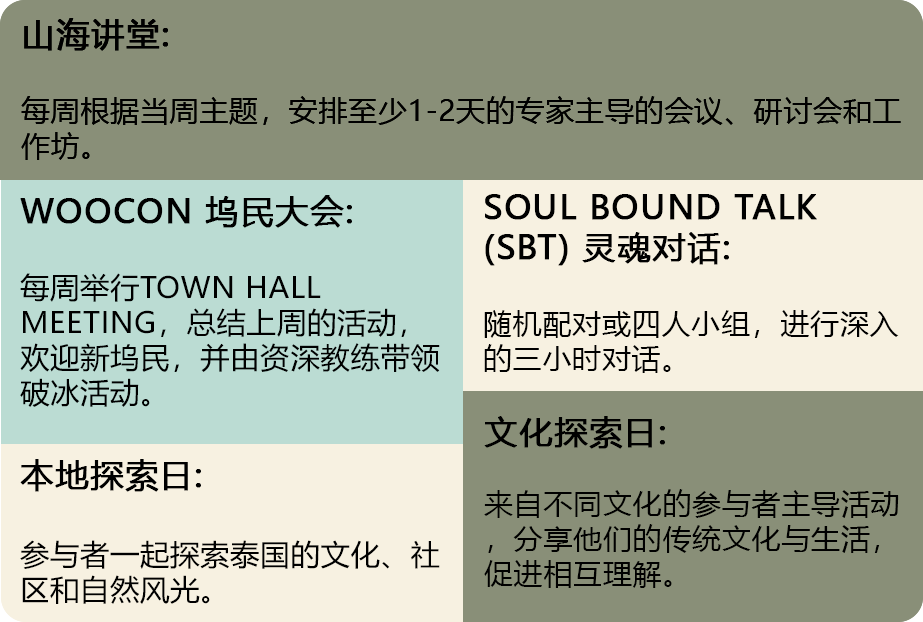 山海讲堂:
每周根据当周主题，安排至少1-2天的专家主导的会议、研讨会和工
作坊。
WOOCON 坞民大会:
每周举行TOWN HALL
MEETING，总结上周的活动，
欢迎新坞民，并由资深教练带领
破冰活动。
SOUL BOUND TALK
(SBT) 灵魂对话:
随机配对或四人小组，进行深入
的三小时对话。
本地探索日:
参与者一起探索泰国的文化、社
区和自然风光。
文化探索日:
来自不同文化的参与者主导活动
，分享他们的传统文化与生活，
促进相互理解。